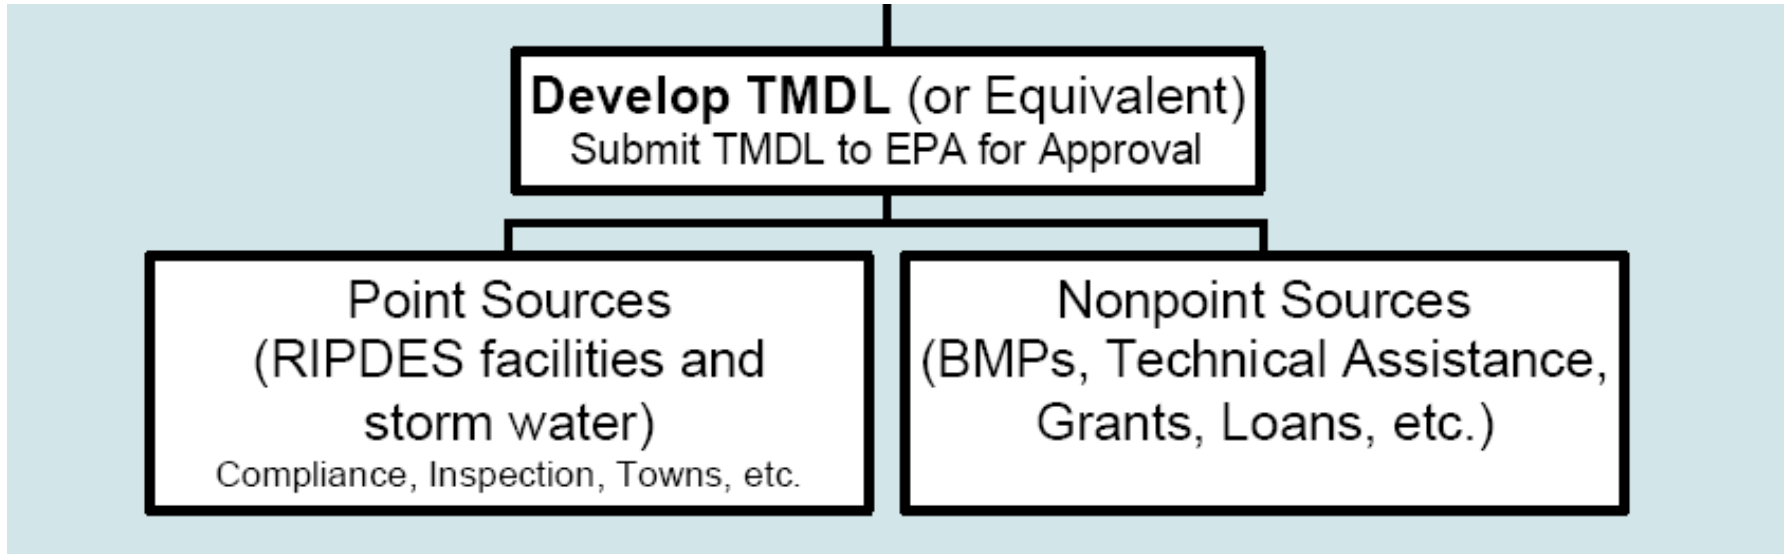 Develop TMDL (or Equivalent)
Submit TMDL to EPA for Approval
Point Sources
(RIPDES facilities and
storm water)
Compliance, Inspection, Towns, etc.
Nonpoint Sources
(BMPs, Technical Assistance,
Grants, Loans, etc.)